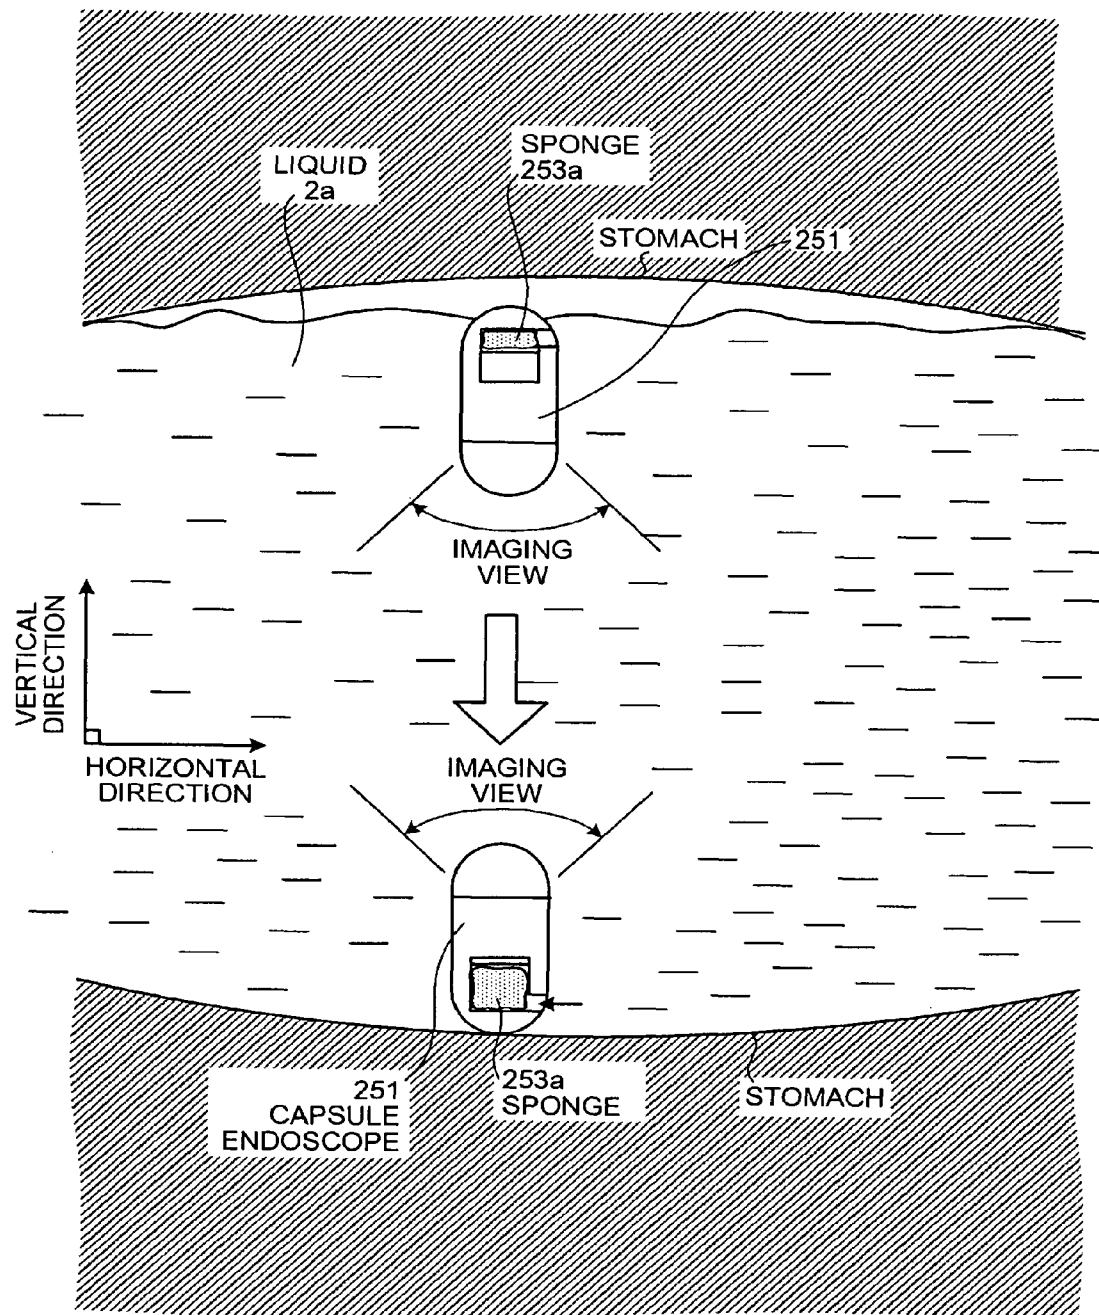 SPONGE
253a
LIQUID
2a
STOMACH
251
IMAGING
VIEW
VERTICAL
DIRECTION
HORIZONTAL
DIRECTION
IMAGING
VIEW
251
CAPSULE
ENDOSCOPE
253a
SPONGE
STOMACH